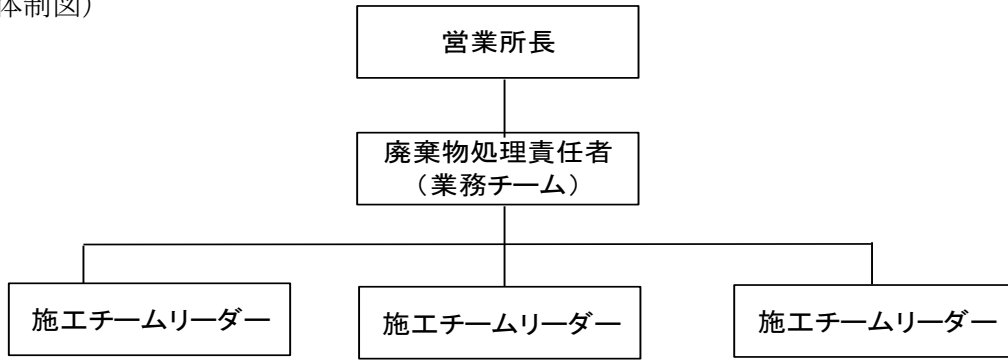 体制図）
営業所長
廃棄物処理責任者
（業務チーム）
施工チームリーダー
施工チームリーダー
施工チームリーダー